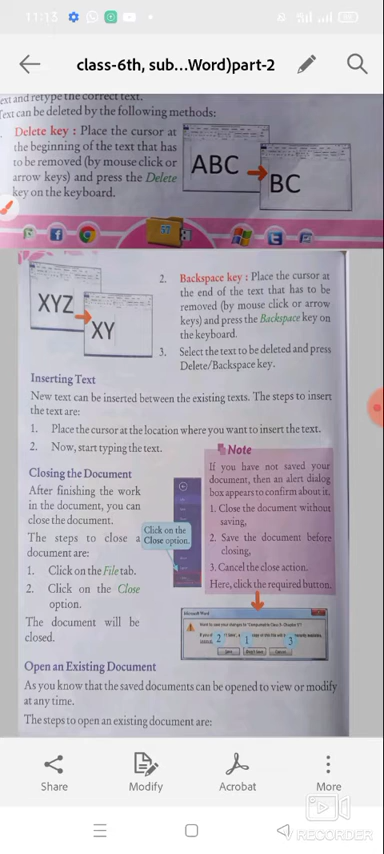 11:13
class-6th, sub...Word)part-2
ext and retype the correct text.
Text can be deleted by the following methods:
Delete key : Place the cursor at
the beginning of the text that has
to be removed (by mouse click or
arrow keys) and press the Delete
key on the keyboard.
ABC
BC
57
XYZ
XY
2. Backspace key : Place the cursor at
the end of the text that has to be
removed (by mouse click or arrow
keys) and press the Backspace key on
the keyboard.
3. Select the text to be deleted and press
Delete/Backspace key.
Inserting Text
New text can be inserted between the existing texts. The steps to insert
the text are:
1. Place the cursor at the location where you want to insert the text.
2. Now, start typing the text.
Closing the Document
After finishing the work
in the document, you can
close the document.
The steps to close a
document are:
1. Click on the File tab.
2. Click on the Close
option.
The document will be
closed.
Click on the
Close option.
Note
If you have not saved your
document, then an alert dialog
box appears to confirm about it.
1. Close the document without
saving,
2. Save the document before
closing,
3. Cancel the close action.
Here, click the required button.
Microsoft Word
2 1 3
Open an Existing Document
As you know that the saved documents can be opened to view or modify
at any time.
The steps to open an existing document are:
Share
Modify
Acrobat
More
RECORDER